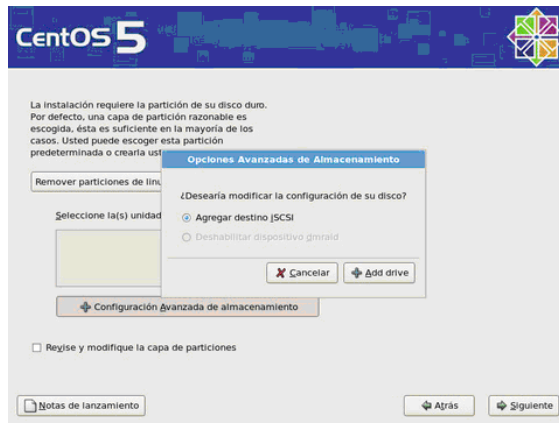 CentOS 5
La instalación requiere la partición de su disco duro.
Por defecto, una capa de partición razonable es
escogida, ésta es suficiente en la mayoría de los
casos. Usted puede escoger esta partición
predeterminada o crearla
Opciones Avanzadas de Almacenamiento
Remover particiones de
¿Desearía modificar la configuración de su disco?
Seleccione la(s) unidad
Agregar destino iSCSI
Deshabilitar dispositivo dmraid
Cancelar
Add drive
Configuración Avanzada de almacenamiento
Revise y modifique la capa de particiones
Notas de lanzamiento
Atrás
Siguiente